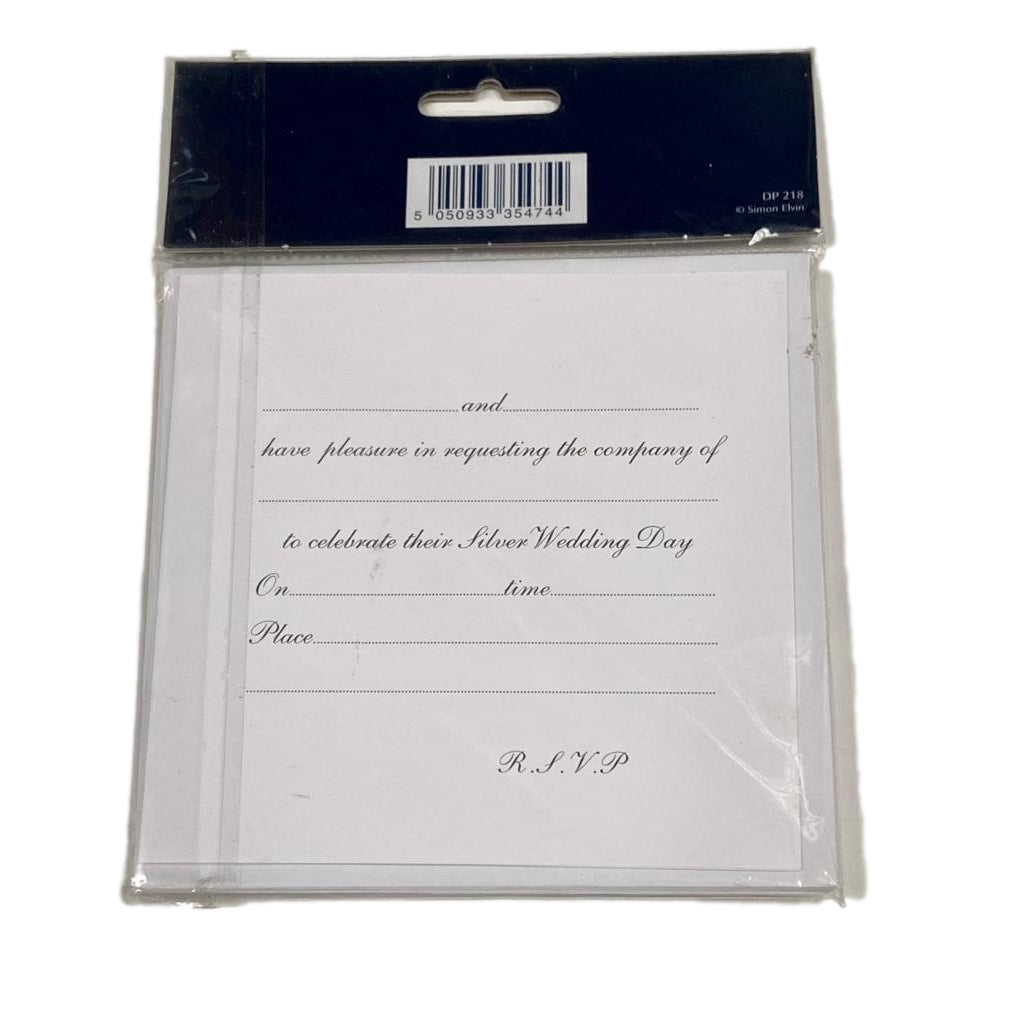 5 050933 354744
DP 218
© Simon Elvin
and
have pleasure in requesting the company of
to celebrate their Silver Wedding Day
On time
Place
R.S.V.P